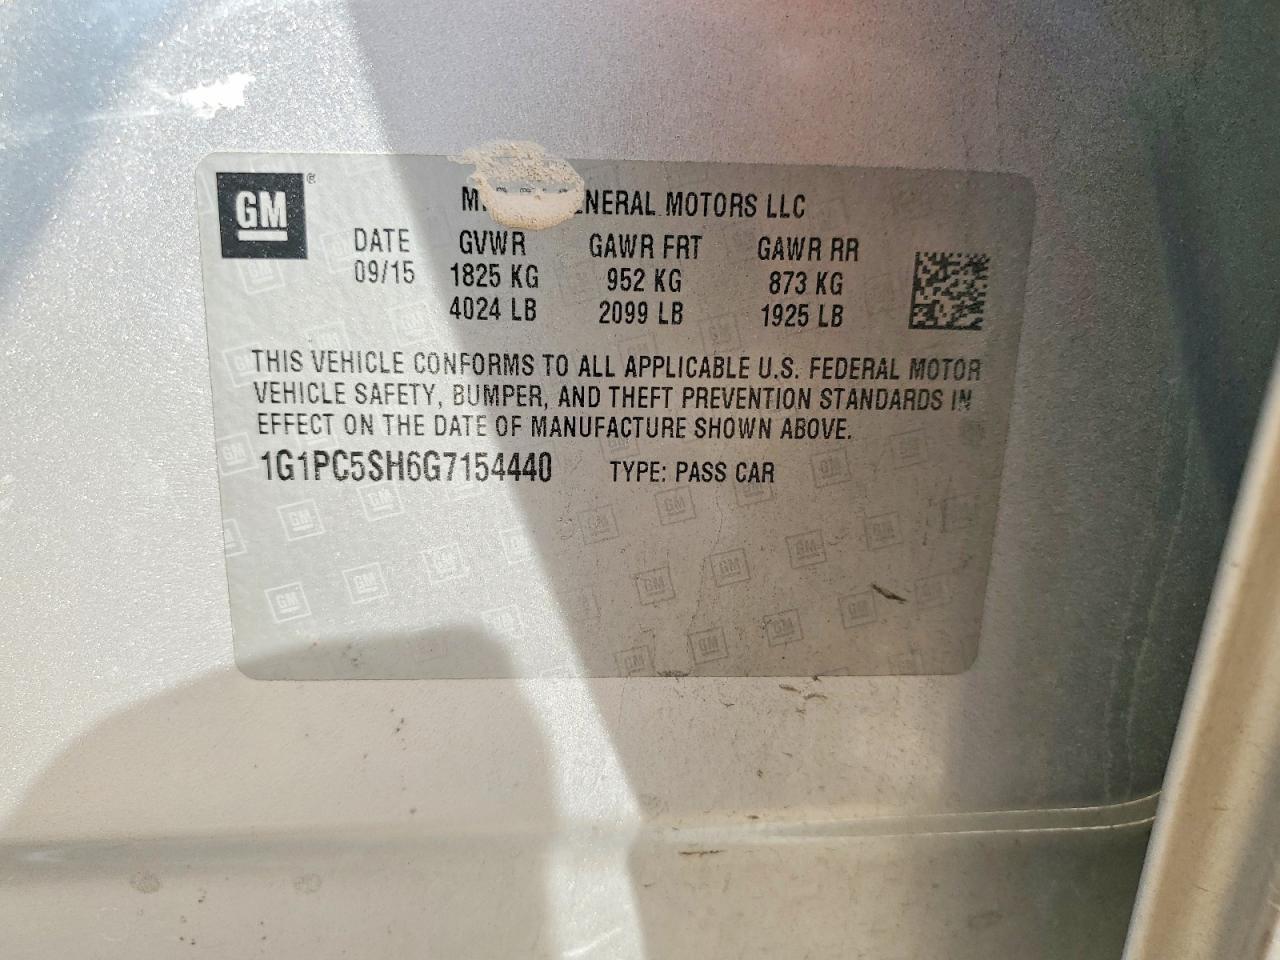 GM
GENERAL MOTORS LLC
DATE GVWR GAWR FRT GAWR RR
09/15 1825 KG 952 KG 873 KG
4024 LB 2099 LB 1925 LB
THIS VEHICLE CONFORMS TO ALL APPLICABLE U.S. FEDERAL MOTOR
VEHICLE SAFETY, BUMPER, AND THEFT PREVENTION STANDARDS IN
EFFECT ON THE DATE OF MANUFACTURE SHOWN ABOVE.
1G1PC5SH6G7154440 TYPE: PASS CAR